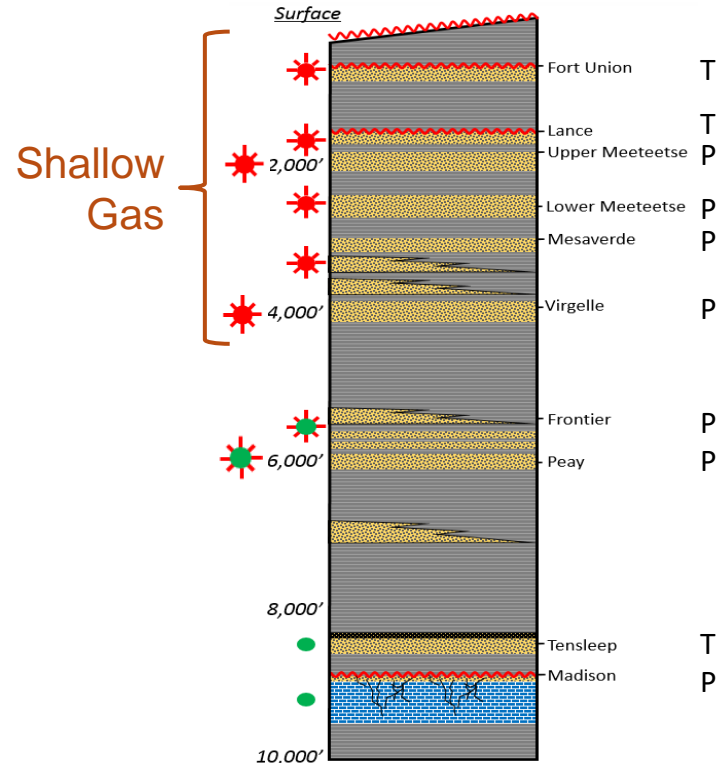 Surface
Fort Union T
Lance T
Shallow
Gas
2,000’ Upper Meeteetse P
Lower Meeteetse P
Mesaverde P
4,000’ Virgelle P
Frontier P
6,000’ Peay P
8,000’
Tensleep T
Madison P
10.000’